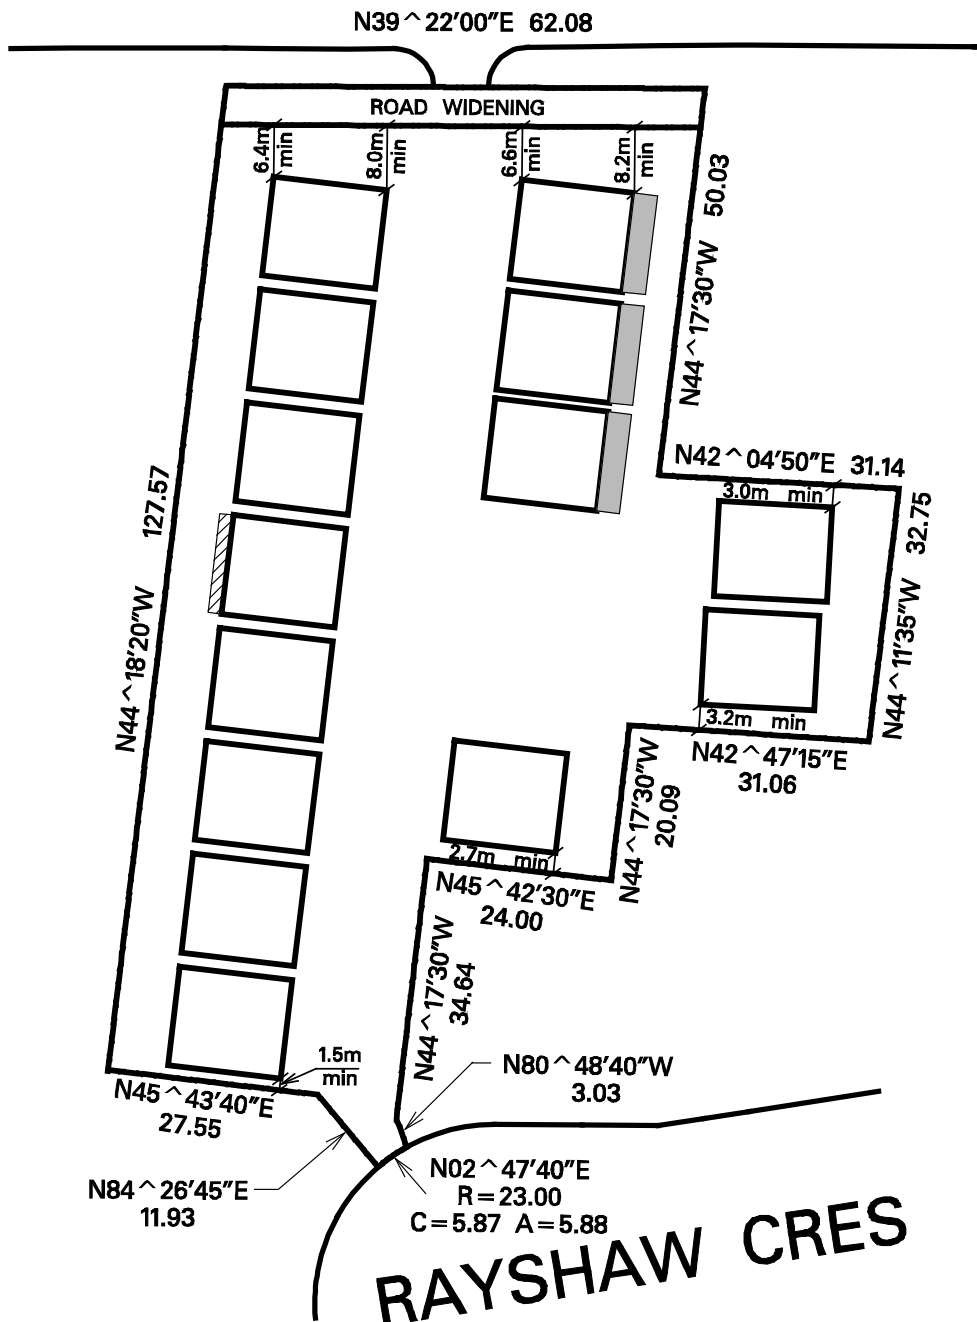 N39^22'00"E 62.08
ROAD WIDENING
6.4m
min
8.0m
min
6.6m
min
8.2m
min
N44^17'30"W 50.03
N42^04'50"E 31.14
3.0m min
N44^11'35"W 32.75
3.2m min
N42^47'15"E
31.06
N44^18'20"W 127.57
N44^17'30"W
20.09
2.7m min
N45^42'30"E
24.00
N44^17'30"W
34.64
1.5m
min
N80^48'40"W
3.03
N45^43'40"E
27.55
N84^26'45"E
11.93
N02^47'40"E
R=23.00
C=5.87 A=5.88
RAYSHAW CRES